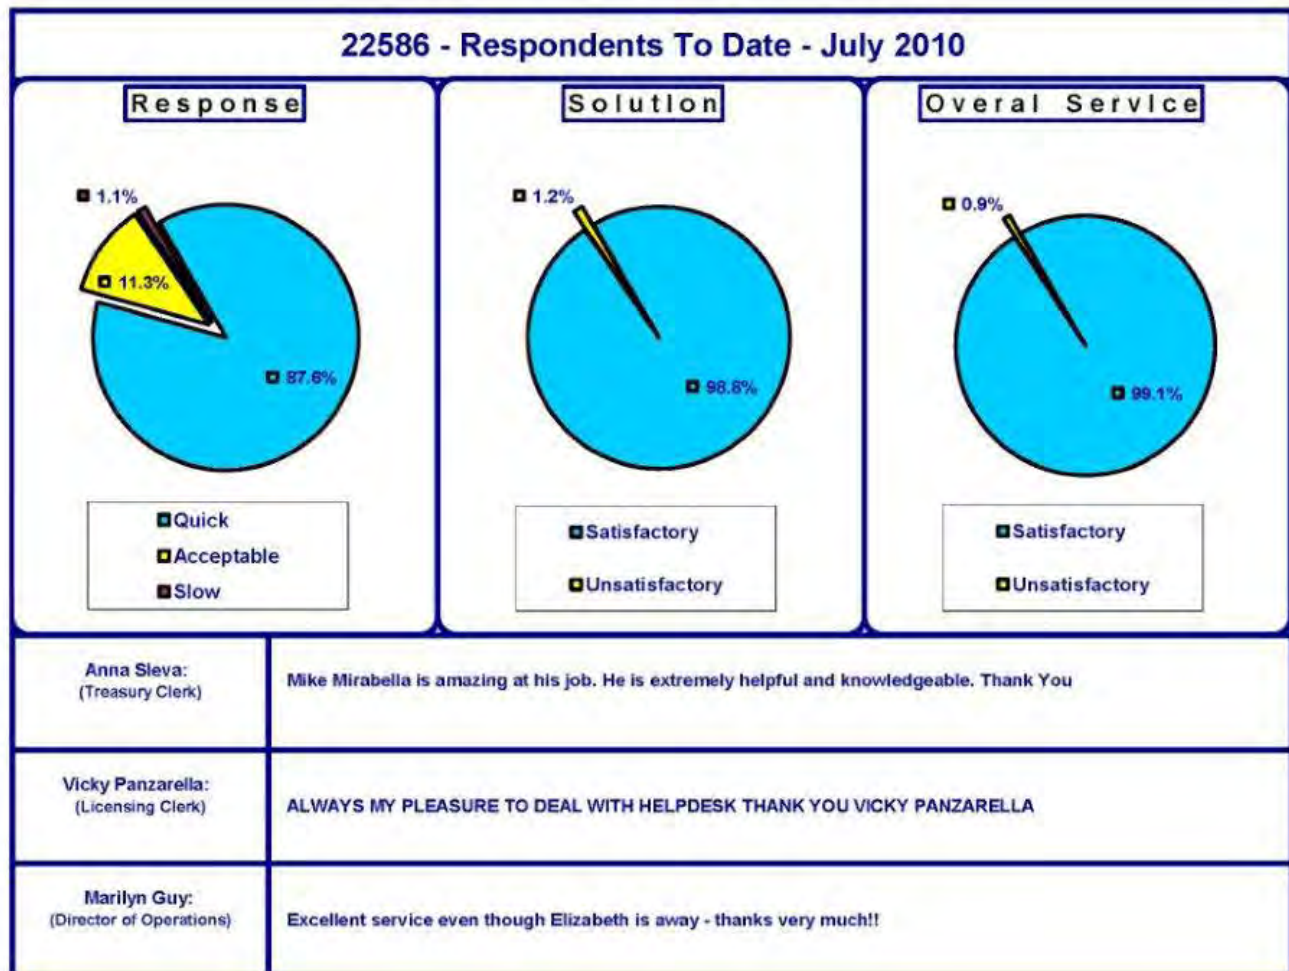 22586 - Respondents To Date - July 2010
Response
1.1%
11.3%
87.6%
Quick
Acceptable
Slow
Solution
1.2%
98.8%
Satisfactory
Unsatisfactory
Overal Service
0.9%
99.1%
Satisfactory
Unsatisfactory
Anna Sleva:
(Treasury Clerk)
Mike Mirabella is amazing at his job. He is extremely helpful and knowledgeable. Thank You
Vicky Panzarella:
(Licensing Clerk)
ALWAYS MY PLEASURE TO DEAL WITH HELPDESK THANK YOU VICKY PANZARELLA
Marilyn Guy:
(Director of Operations)
Excellent service even though Elizabeth is away - thanks very much!!